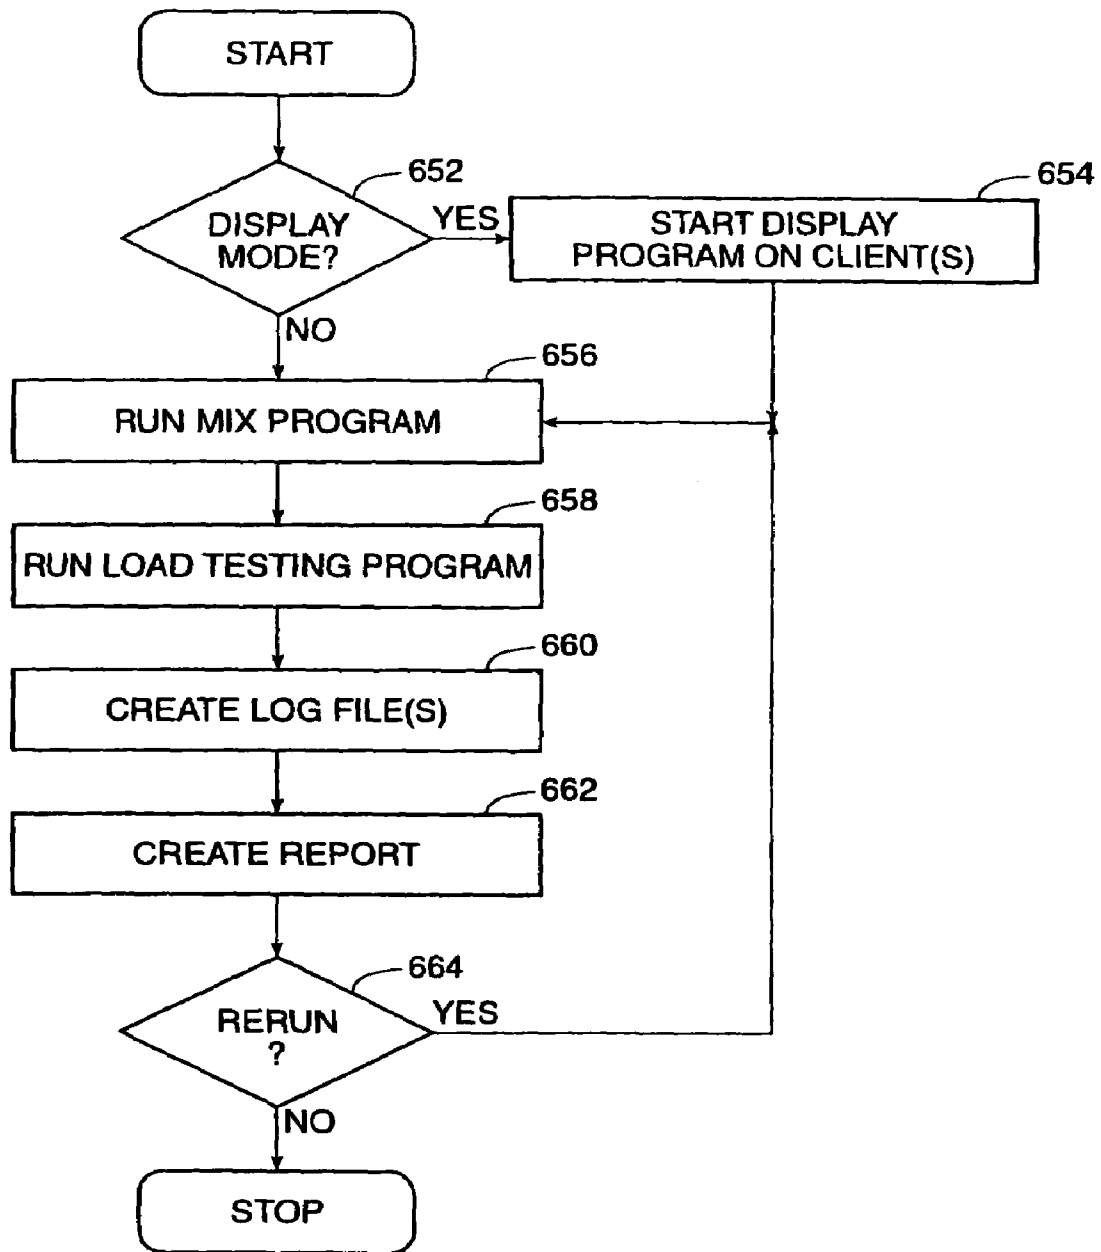 START
652
DISPLAY
MODE?
YES
654
START DISPLAY
PROGRAM ON CLIENT(S)
NO
656
RUN MIX PROGRAM
658
RUN LOAD TESTING PROGRAM
660
CREATE LOG FILE(S)
662
CREATE REPORT
664
RERUN
?
YES
NO
STOP